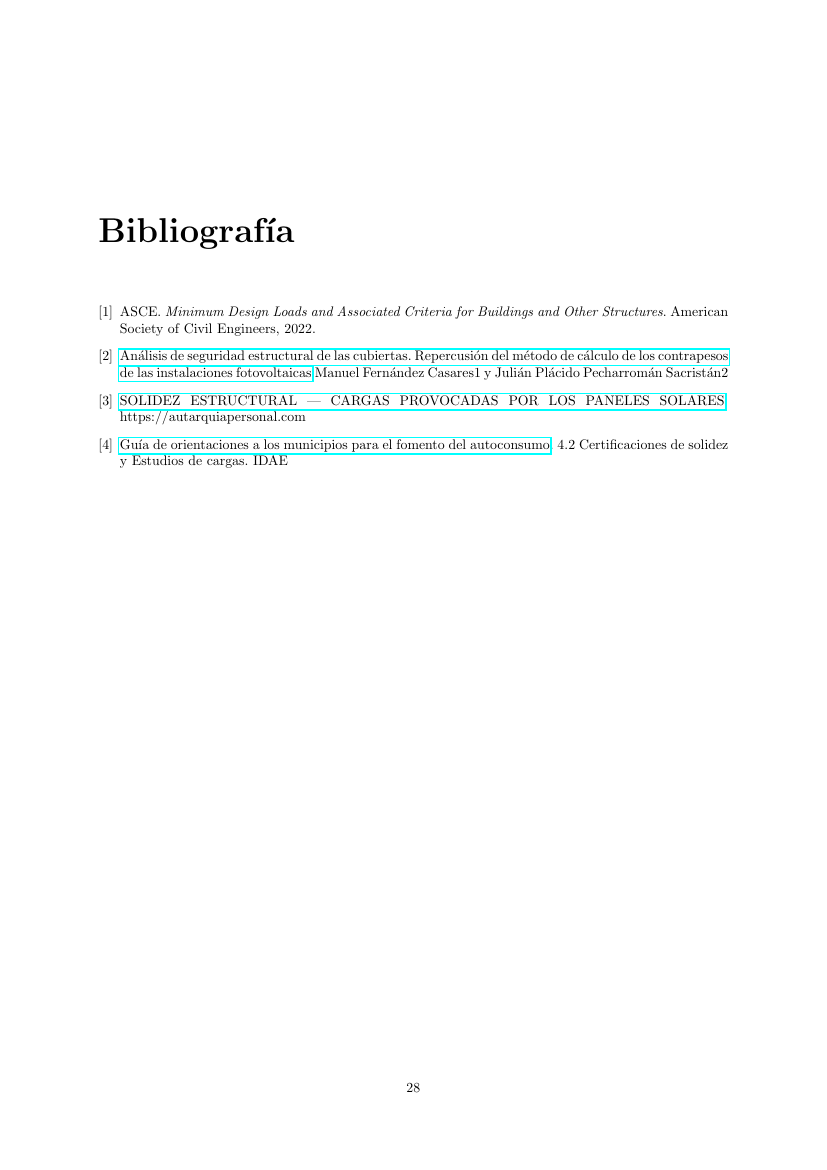 Bibliografía
[1] ASCE. Minimum Design Loads and Associated Criteria for Buildings and Other Structures. American
Society of Civil Engineers, 2022.
[2] Análisis de seguridad estructural de las cubiertas. Repercusión del método de cálculo de los contrapesos
de las instalaciones fotovoltaicas Manuel Fernández Casares1 y Julián Plácido Pecharromán Sacristán2
[3] SOLIDEZ ESTRUCTURAL — CARGAS PROVOCADAS POR LOS PANELES SOLARES
https://autarquiapersonal.com
[4] Guía de orientaciones a los municipios para el fomento del autoconsumo. 4.2 Certificaciones de solidez
y Estudios de cargas. IDAE
28